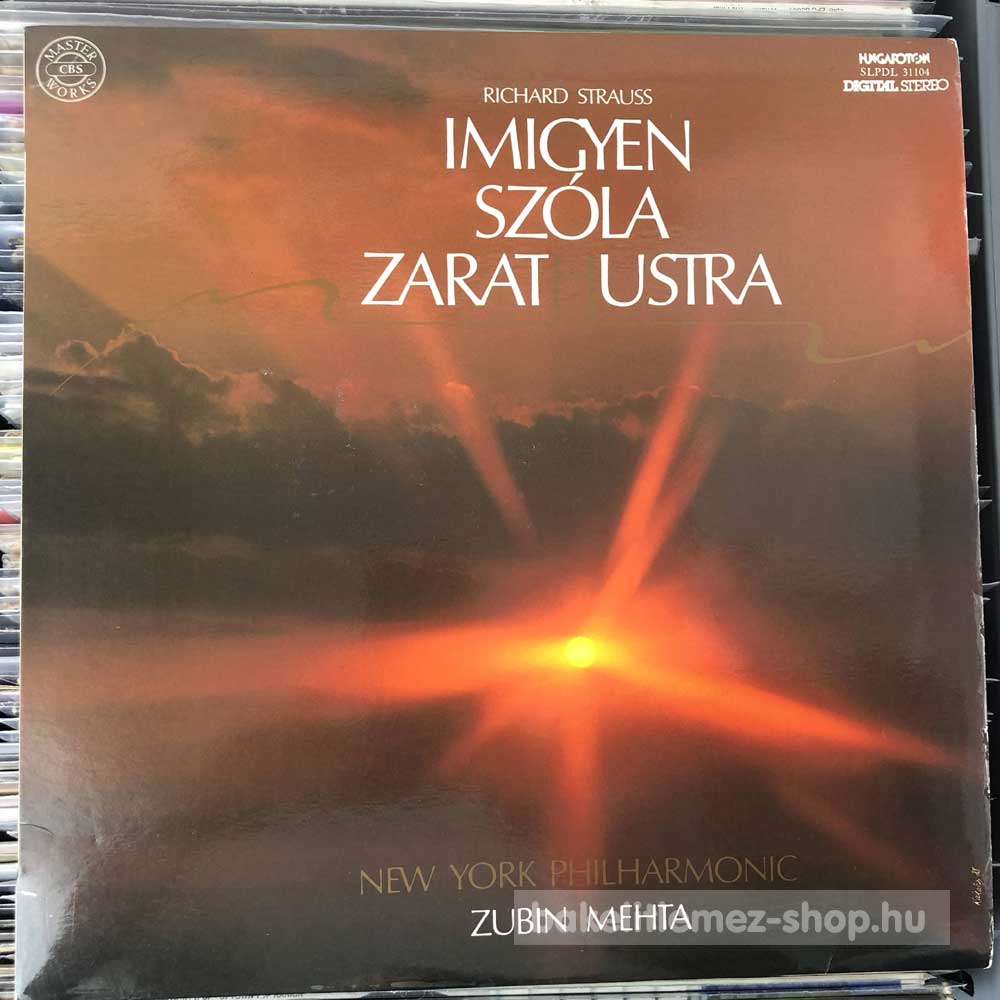 MASTER
CBS
WORKS
HUNGAROTON
SLPDL 31104
DIGITAL STEREO
RICHARD STRAUSS
IMIGYEN
SZÓLA
ZARAT USTRA
NEW YORK PHILHARMONIC
ZUBIN MEHTA
bakelitlemez-shop.hu